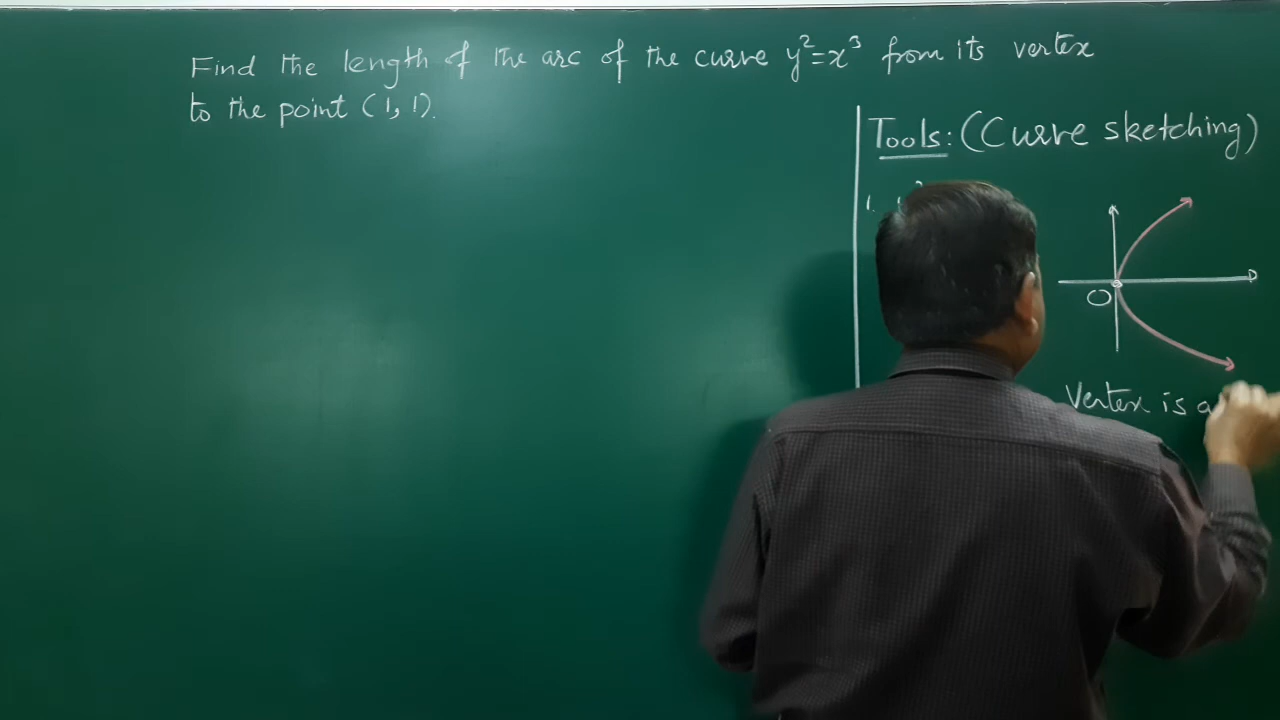 Find the length of the arc of the curve y²=x³ from its vertex
to the point (1, 1).
Tools: (Curve sketching)
1.
O
Vertex is